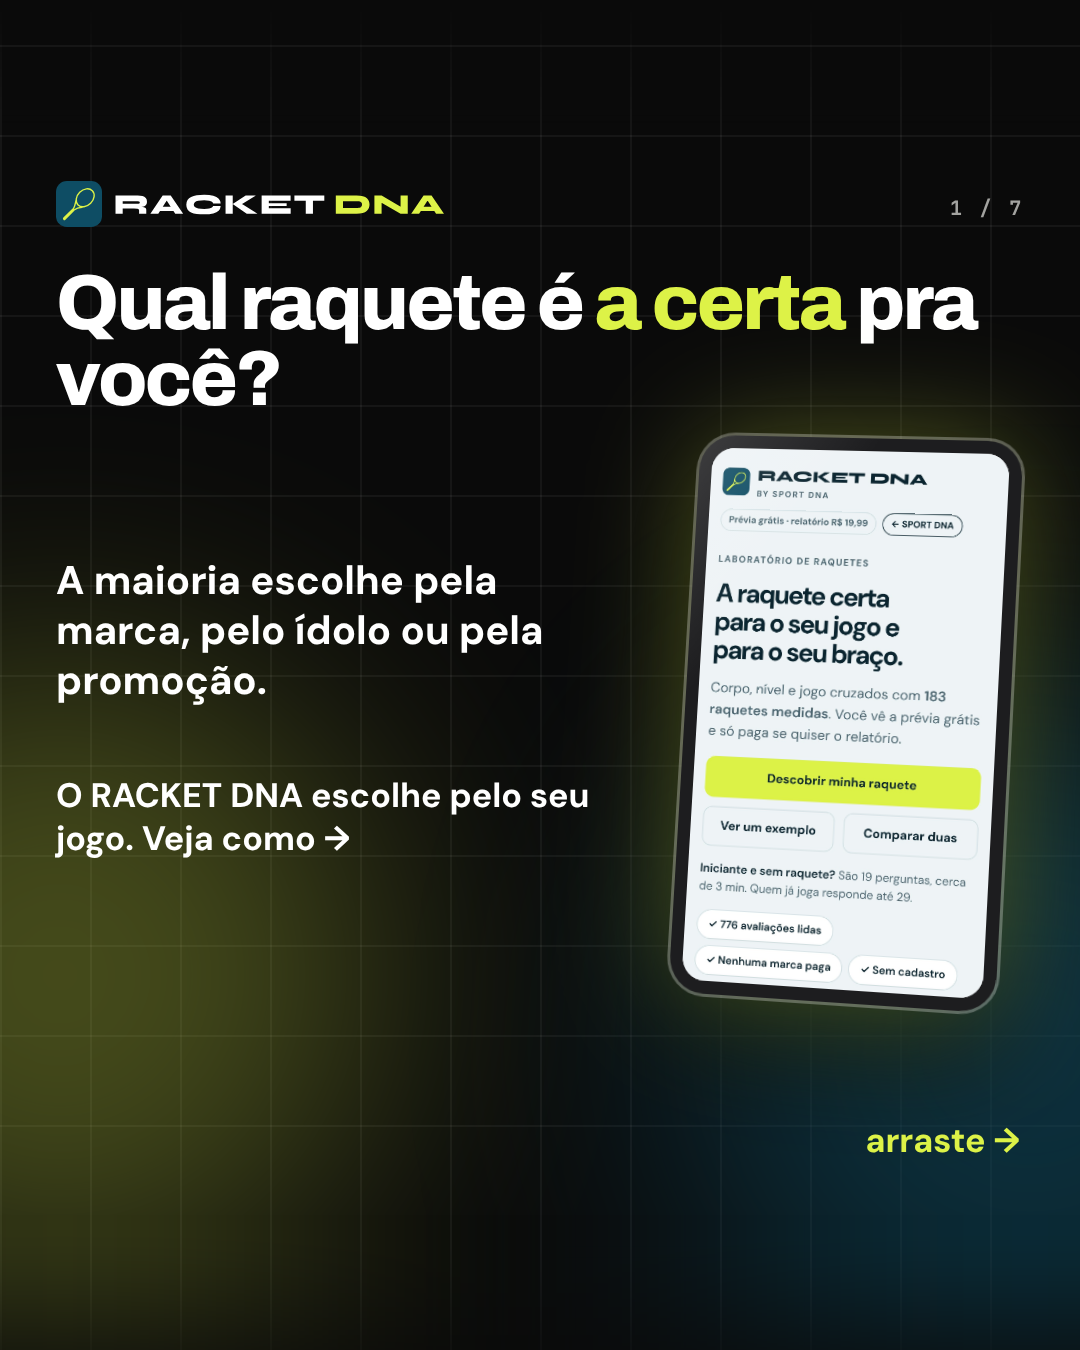 RACKET DNA
1 / 7
Qual raquete é a certa pra
você?
A maioria escolhe pela
marca, pelo ídolo ou pela
promoção.
O RACKET DNA escolhe pelo seu
jogo. Veja como →
RACKET DNA
BY SPORT DNA
Prévia grátis · relatório R$ 19,99
← SPORT DNA
LABORATÓRIO DE RAQUETES
A raquete certa
para o seu jogo e
para o seu braço.
Corpo, nível e jogo cruzados com 183
raquetes medidas. Você vê a prévia grátis
e só paga se quiser o relatório.
Descobrir minha raquete
Ver um exemplo
Comparar duas
Iniciante e sem raquete? São 19 perguntas, cerca
de 3 min. Quem já joga responde até 29.
✓ 776 avaliações lidas
✓ Nenhuma marca paga
✓ Sem cadastro
arraste →